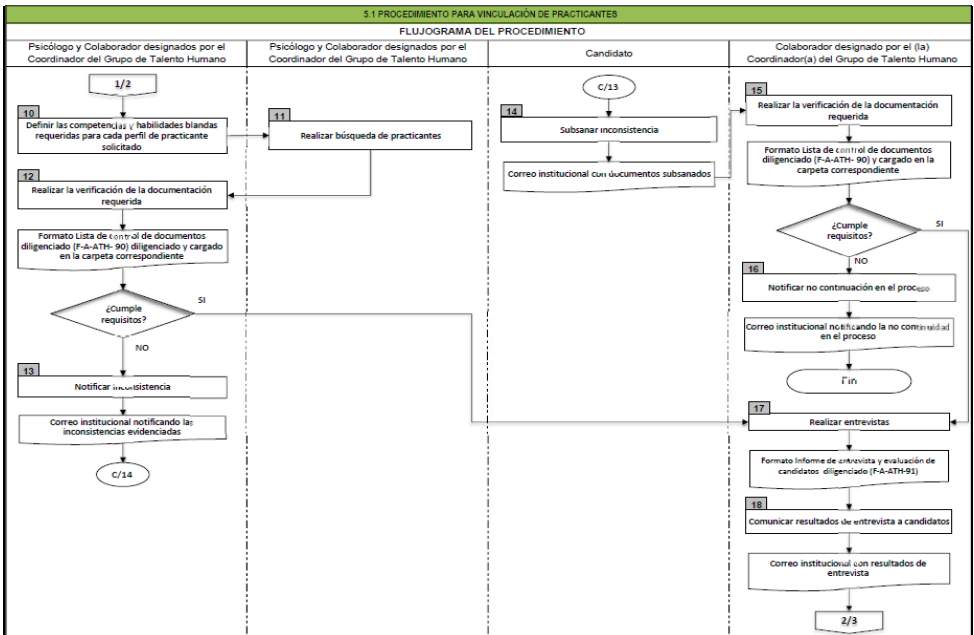 5.1 PROCEDIMIENTO PARA VINCULACIÓN DE PRACTICANTES
FLUJOGRAMA DEL PROCEDIMIENTO
Psicólogo y Colaborador designados por el
Coordinador del Grupo de Talento Humano
Psicólogo y Colaborador designados por el
Coordinador del Grupo de Talento Humano
Candidato
Colaborador designado por el (la)
Coordinador(a) del Grupo de Talento Humano
1/2
10
Definir las competencias y habilidades blandas
requeridas para cada perfil de practicante
solicitado
12
Realizar la verificación de la documentación
requerida
Formato Lista de control de documentos
diligenciado (F-A-ATH- 90) diligenciado y cargado
en la carpeta correspondiente
¿Cumple
requisitos?
SI
NO
13
Notificar inconsistencia
Correo institucional notificando las
inconsistencias evidenciadas
C/14
11
Realizar búsqueda de practicantes
C/13
14
Subsanar inconsistencia
Correo institucional con documentos subsanados
15
Realizar la verificación de la documentación
requerida
Formato Lista de control de documentos
diligenciado (F-A-ATH- 90) y cargado en la
carpeta correspondiente
¿Cumple
requisitos?
SI
NO
16
Notificar no continuación en el proceso
Correo institucional notificando la no continuidad
en el proceso
Fin
17
Realizar entrevistas
Formato Informe de entrevista y evaluación de
candidatos diligenciado (F-A-ATH-91)
18
Comunicar resultados de entrevista a candidatos
Correo institucional con resultados de
entrevista
2/3